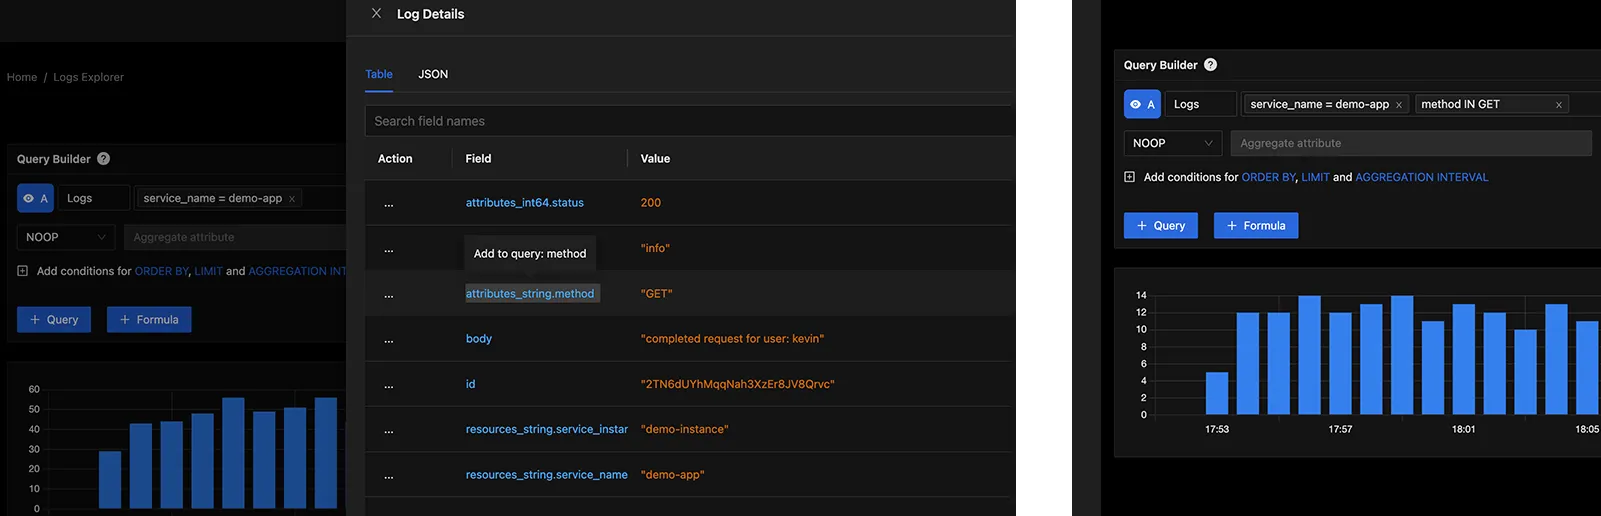 Home / Logs Explorer
Query Builder ?
A Logs service_name = demo-app ×
NOOP Aggregate attribute
Add conditions for ORDER BY, LIMIT and AGGREGATION INT
+ Query + Formula
60
50
40
30
20
10
0
× Log Details
Table JSON
Search field names
Action Field Value
... attributes_int64.status 200
... "info"
Add to query: method
... attributes_string.method "GET"
... body "completed request for user: kevin"
... id "2TN6dUYhMqqNah3XzEr8JV8Qrvc"
... resources_string.service_instar "demo-instance"
... resources_string.service_name "demo-app"
Query Builder ?
A Logs service_name = demo-app × method IN GET ×
NOOP Aggregate attribute
Add conditions for ORDER BY, LIMIT and AGGREGATION INTERVAL
+ Query + Formula
14
12
10
8
6
4
2
0
17:53 17:57 18:01 18:05